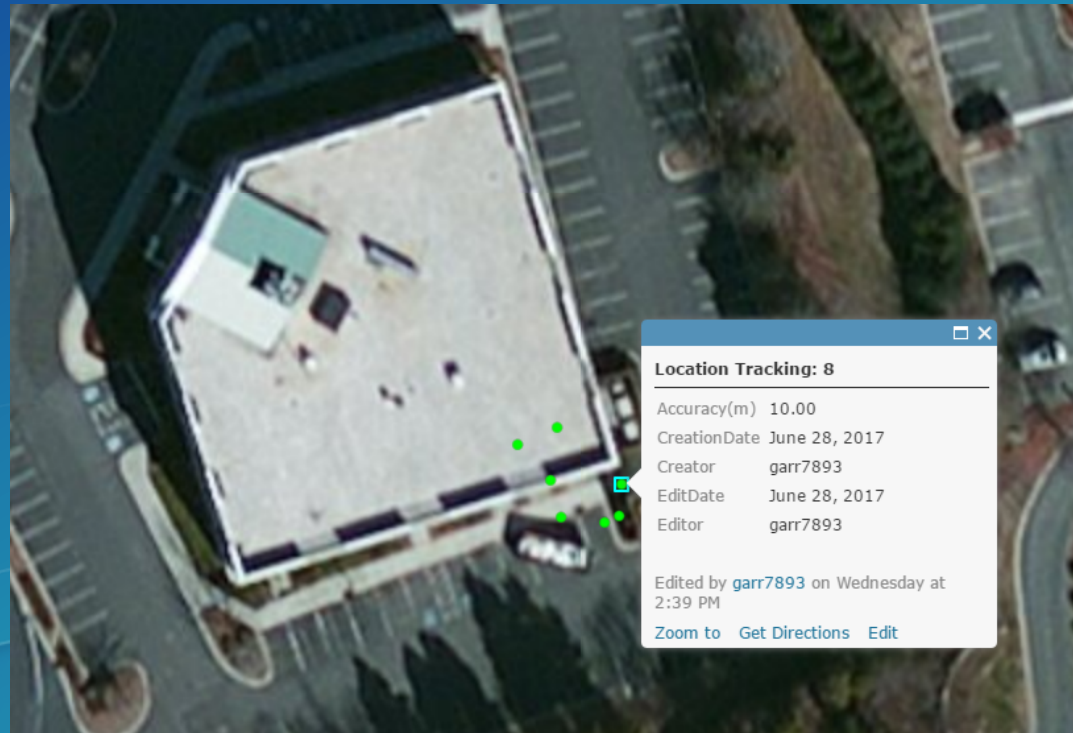 Location Tracking: 8
Accuracy(m) 10.00
CreationDate June 28, 2017
Creator garr7893
EditDate June 28, 2017
Editor garr7893
Edited by garr7893 on Wednesday at
2:39 PM
Zoom to Get Directions Edit